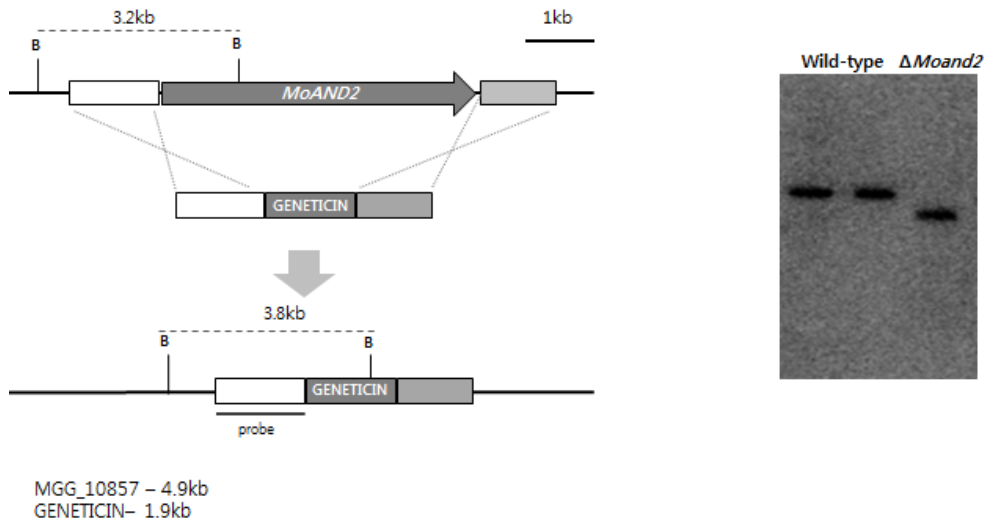 3.2kb
1kb
B
B
MoAND2
GENETICIN
3.8kb
B
B
GENETICIN
probe
MGG_10857 – 4.9kb
GENETICIN– 1.9kb
Wild-type ΔMoand2